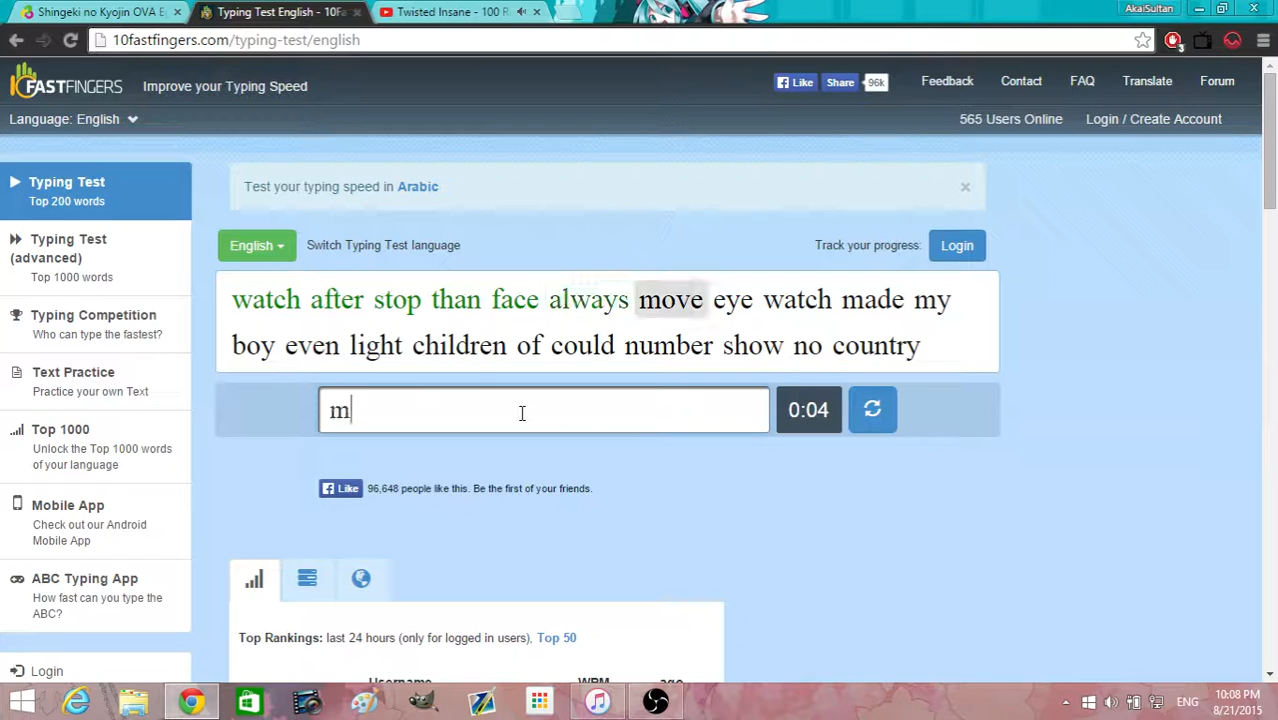 Shingeki no Kyojin OVA E
Typing Test English - 10Fa
Twisted Insane - 100 R
AkaiSultan
10fastfingers.com/typing-test/english
3
10FASTFINGERS
Improve your Typing Speed
Like
Share
96k
Feedback
Contact
FAQ
Translate
Forum
Language: English
565 Users Online
Login / Create Account
Typing Test
Top 200 words
Typing Test
(advanced)
Top 1000 words
Typing Competition
Who can type the fastest?
Text Practice
Practice your own Text
Top 1000
Unlock the Top 1000 words
of your language
Mobile App
Check out our Android
Mobile App
ABC Typing App
How fast can you type the
ABC?
Login
Test your typing speed in Arabic
×
English
Switch Typing Test language
Track your progress:
Login
watch after stop than face always move eye watch made my
boy even light children of could number show no country
m
0:04
Like
96,648 people like this. Be the first of your friends.
Top Rankings: last 24 hours (only for logged in users), Top 50
Username
WPM
ago
ENG
10:08 PM
8/21/2015